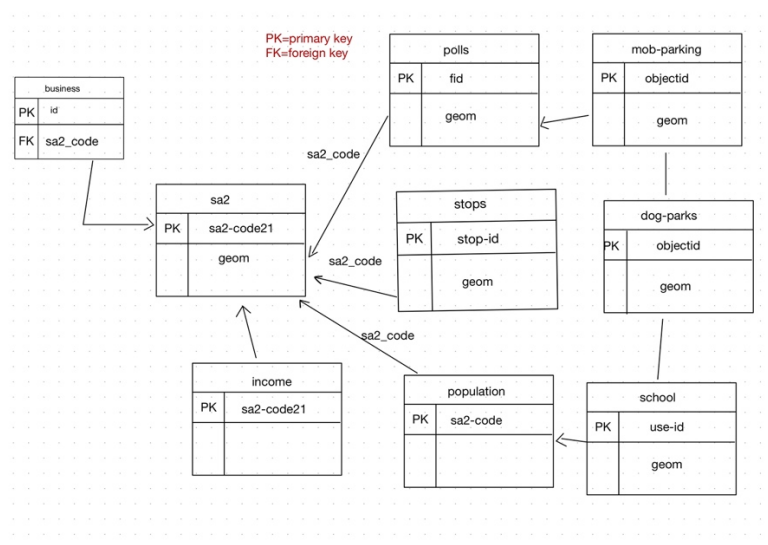 PK=primary key
FK=foreign key
business
PK id
FK sa2_code
sa2
PK sa2-code21
geom
polls
PK fid
geom
mob-parking
PK objectid
geom
sa2_code
stops
PK stop-id
geom
sa2_code
dog-parks
PK objectid
geom
sa2_code
income
PK sa2-code21
population
PK sa2-code
school
PK use-id
geom